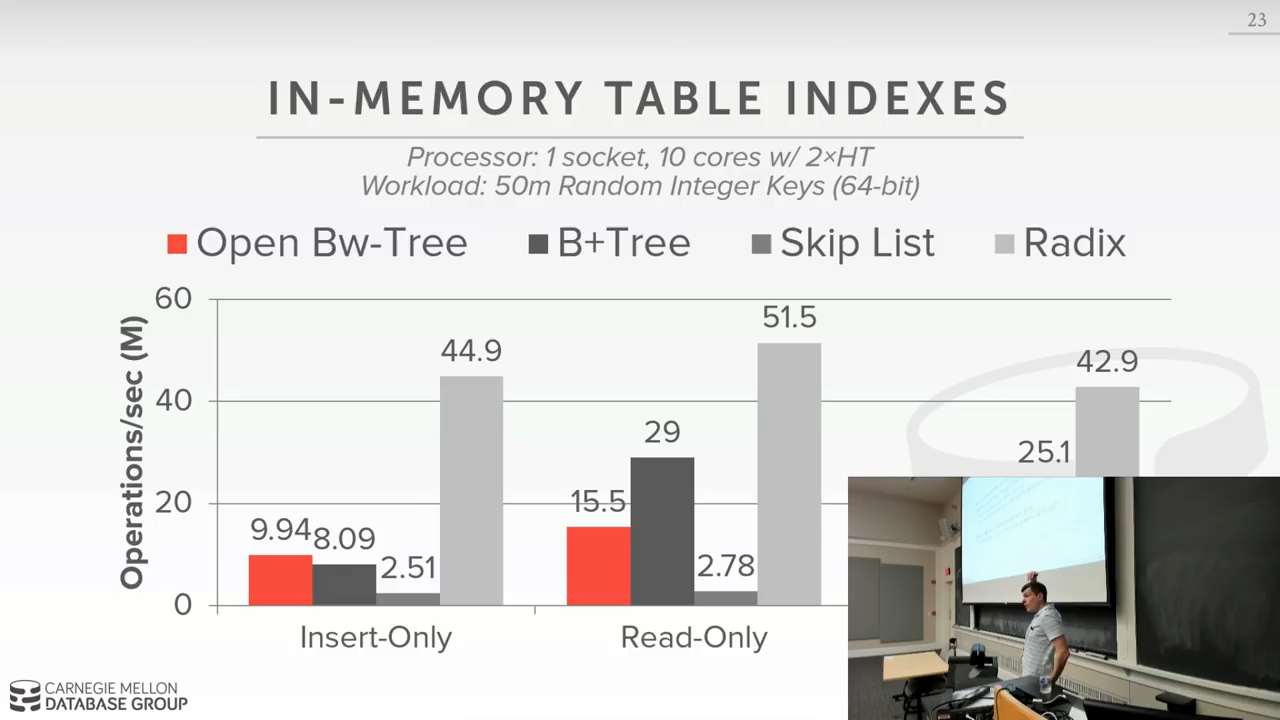 23
IN-MEMORY TABLE INDEXES
Processor: 1 socket, 10 cores w/ 2×HT
Workload: 50m Random Integer Keys (64-bit)
Open Bw-Tree B+Tree Skip List Radix
Operations/sec (M)
60
40
20
0
9.94 8.09 2.51 44.9
15.5 29 2.78 51.5
25.1 42.9
Insert-Only Read-Only
CARNEGIE MELLON
DATABASE GROUP